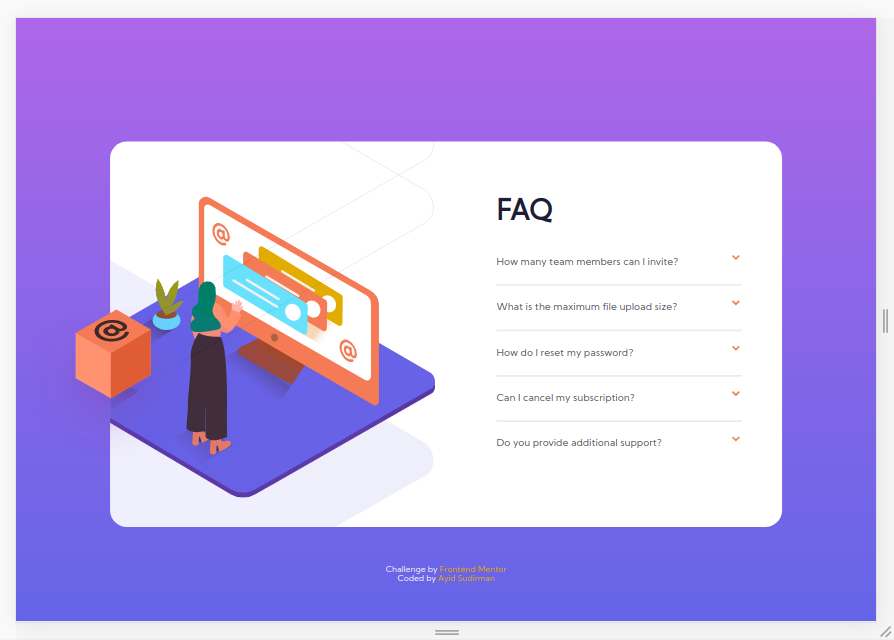 FAQ
How many team members can I invite?
What is the maximum file upload size?
How do I reset my password?
Can I cancel my subscription?
Do you provide additional support?
@
@
@
Challenge by Frontend Mentor
Coded by Ayid Sudirman